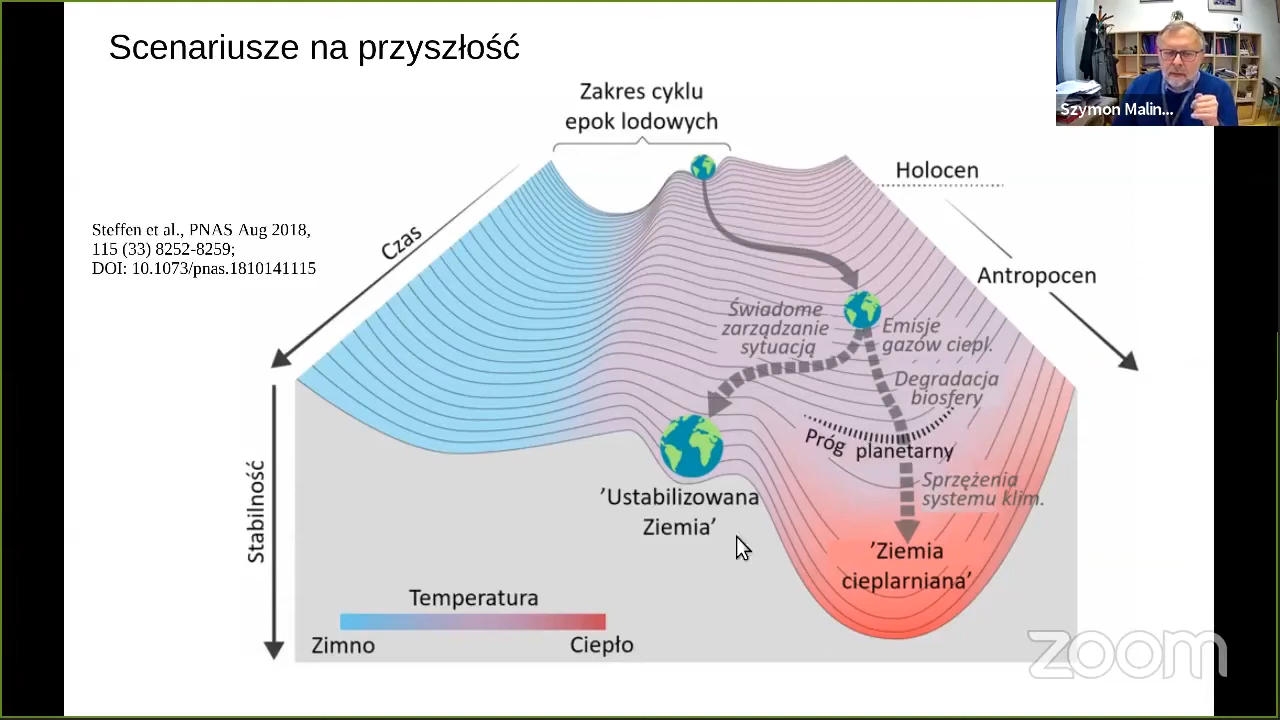 Scenariusze na przyszłość
Szymon Malin...
Zakres cyklu
epok lodowych
Holocen
Steffen et al., PNAS Aug 2018,
115 (33) 8252-8259;
DOI: 10.1073/pnas.1810141115
Czas
Antropocen
Świadome
zarządzanie
sytuacją
Emisje
gazów ciepl.
Degradacja
biosfery
Próg planetarny
Sprzężenia
systemu klim.
Stabilność
’Ustabilizowana
Ziemia’
’Ziemia
cieplarniana’
Temperatura
Zimno
Ciepło
zoom